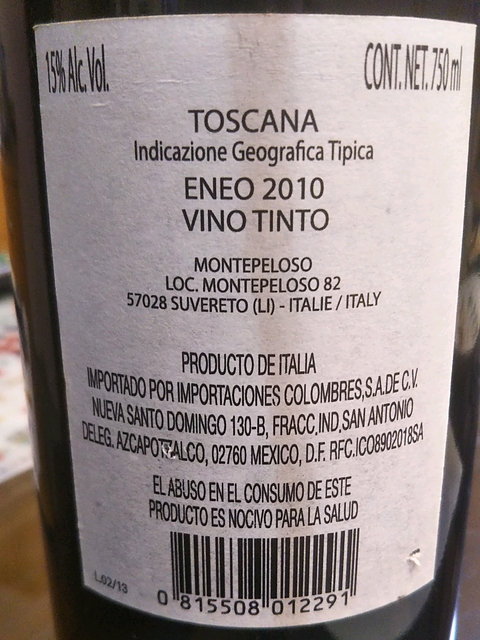 15% Alc. Vol.
CONT. NET. 750 ml
TOSCANA
Indicazione Geografica Tipica
ENEO 2010
VINO TINTO
MONTEPELOSO
LOC. MONTEPELOSO 82
57028 SUVERETO (LI) - ITALIE / ITALY
PRODUCTO DE ITALIA
IMPORTADO POR IMPORTACIONES COLOMBRES,S.A.DE C.V.
NUEVA SANTO DOMINGO 130-B, FRACC,IND,SAN ANTONIO
DELEG. AZCAPOTZALCO, 02760 MEXICO, D.F. RFC.ICO8902018SA
EL ABUSO EN EL CONSUMO DE ESTE
PRODUCTO ES NOCIVO PARA LA SALUD
L.02/13
0 815508 012291